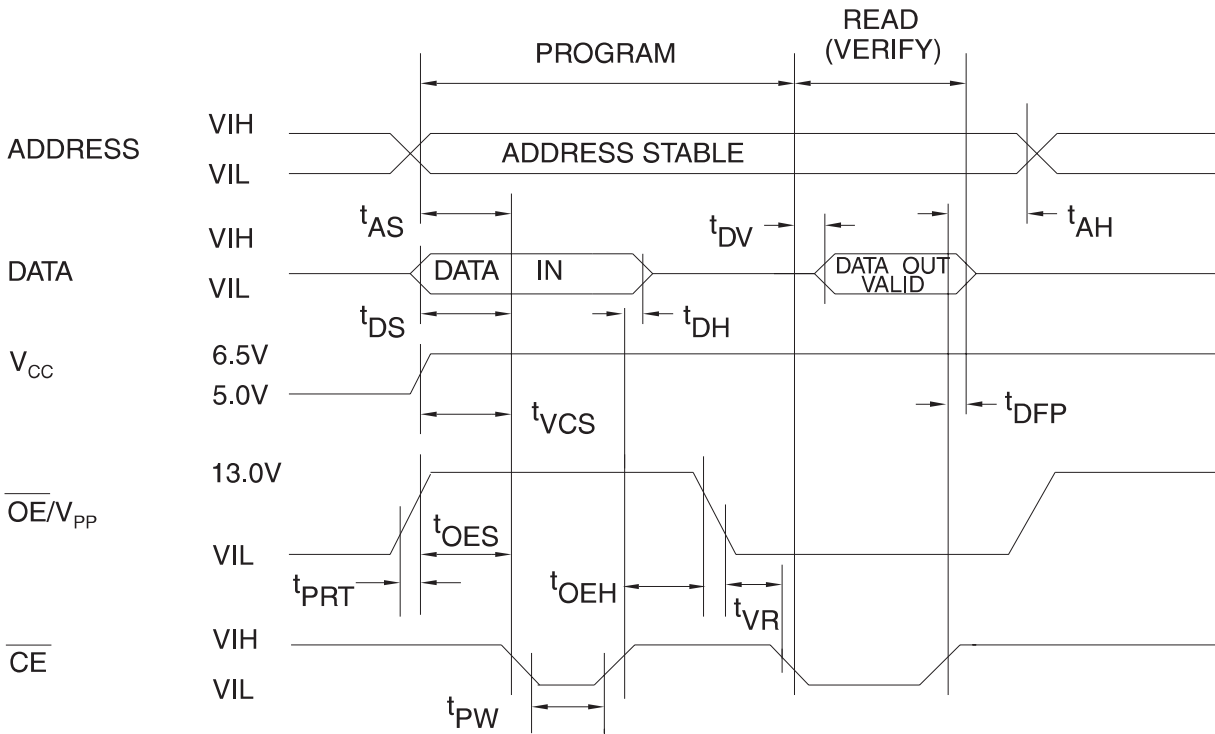 READ
(VERIFY)
PROGRAM
VIH
ADDRESS
ADDRESS STABLE
VIL
tAS
tDV
tAH
VIH
DATA
DATA IN
DATA OUT
VALID
VIL
tDS
tDH
VCC
6.5V
5.0V
tVCS
tDFP
13.0V
OE/VPP
tOES
VIL
tPRT
tOEH
tVR
VIH
CE
VIL
tPW